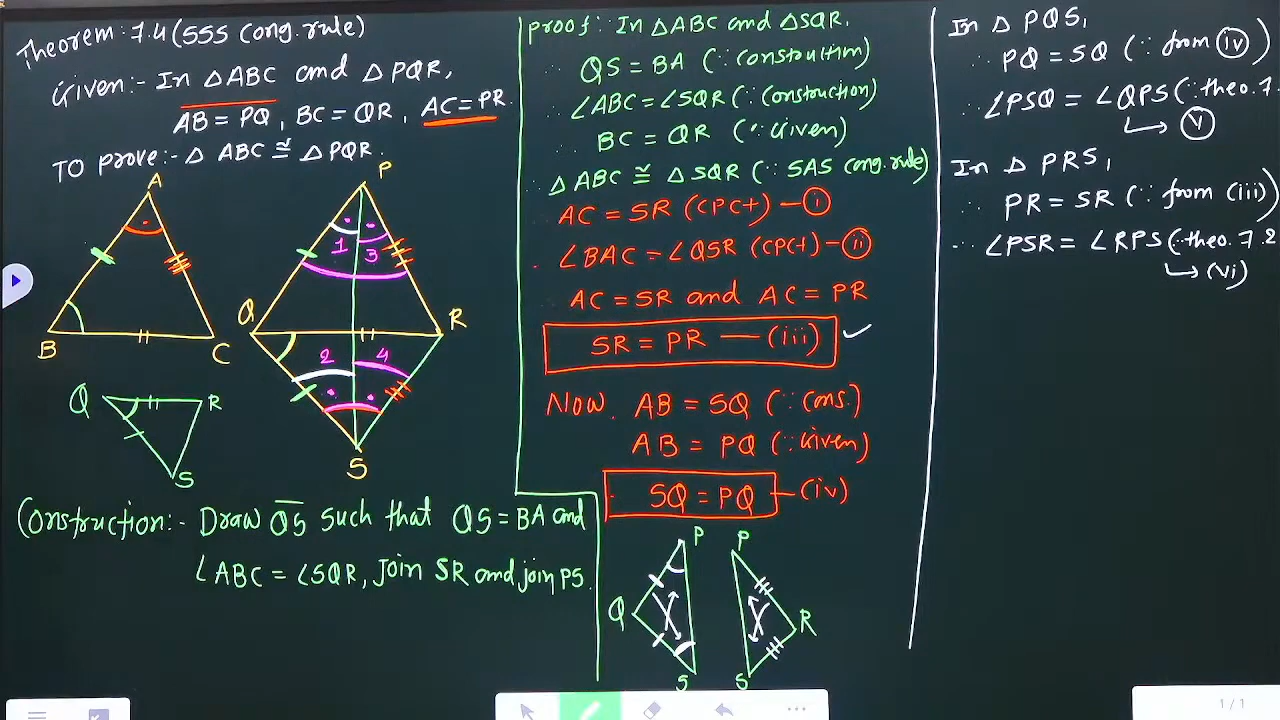 Theorem: 7.4 (SSS cong. rule)
Given:- In △ABC and △PQR,
AB = PQ, BC = QR, AC = PR.
To prove:- △ ABC ≅ △ PQR.
A
B
C
P
1
3
Q
R
2
4
S
Q
R
S
Construction:- Draw Q̅S̅ such that QS = BA and
∠ABC = ∠SQR, join SR and join PS.
Proof:- In △ABC and △SQR,
∴ QS = BA (∵ construction)
∴ ∠ABC = ∠SQR (∵ construction)
BC = QR (∵ Given)
∴ △ ABC ≅ △ SQR (∵ SAS cong. rule)
AC = SR (CPCT) — (i)
∠BAC = ∠QSR (CPCT) — (ii)
AC = SR and AC = PR
SR = PR — (iii)
Now. AB = SQ (∵ cons.)
AB = PQ (∵ Given)
SQ = PQ — (iv)
P
Q
S
P
R
S
In △ PQS,
∴ PQ = SQ (∵ from (iv))
∴ ∠PSQ = ∠QPS (∵ theo. 7.
↳ (v)
In △ PRS,
∴ PR = SR (∵ from (iii))
∴ ∠PSR = ∠RPS (∵ theo. 7.2
↳ (vi)
1/1